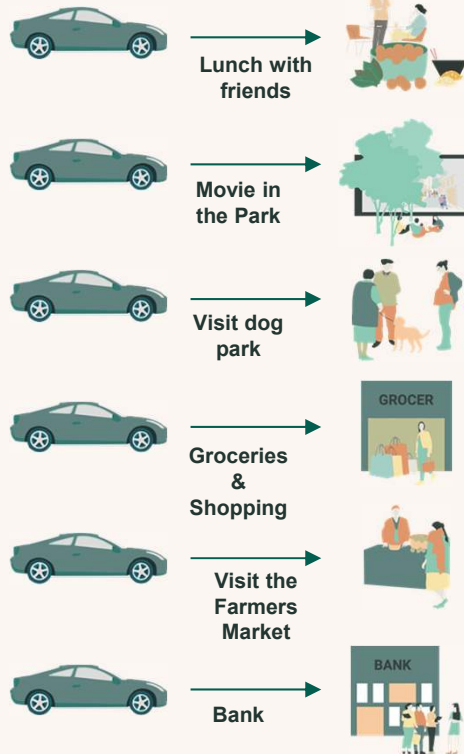 Lunch with
friends
Movie in
the Park
Visit dog
park
GROCER
Groceries
&
Shopping
Visit the
Farmers
Market
BANK
Bank